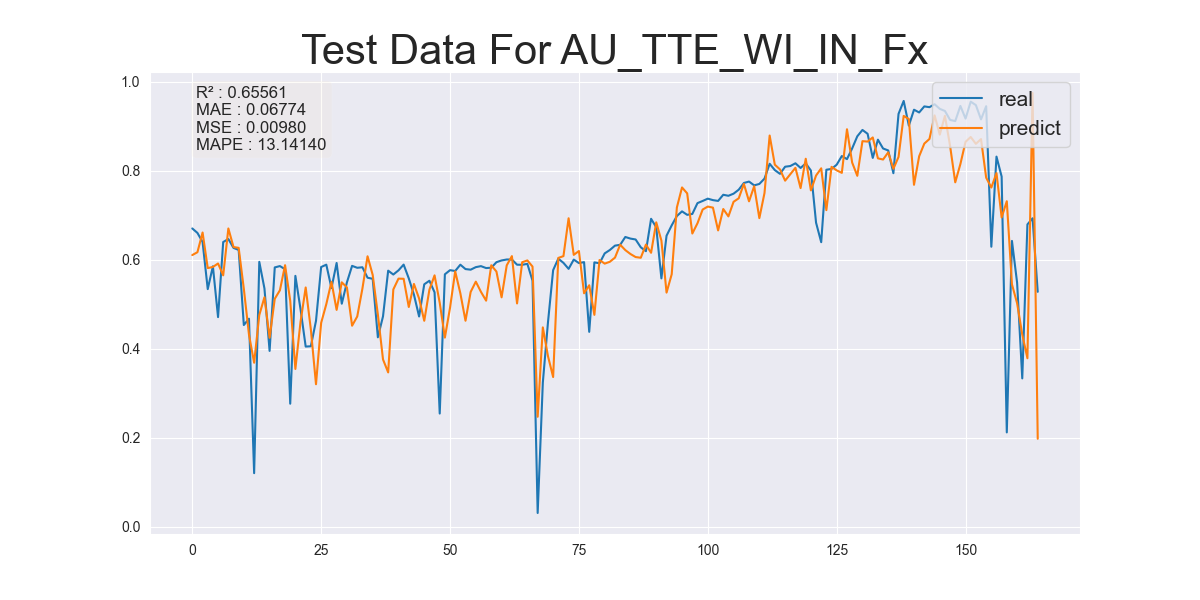 Test Data For AU_TTE_WI_IN_Fx
R² : 0.65561
MAE : 0.06774
MSE : 0.00980
MAPE : 13.14140
real
predict
1.0
0.8
0.6
0.4
0.2
0.0
0 25 50 75 100 125 150